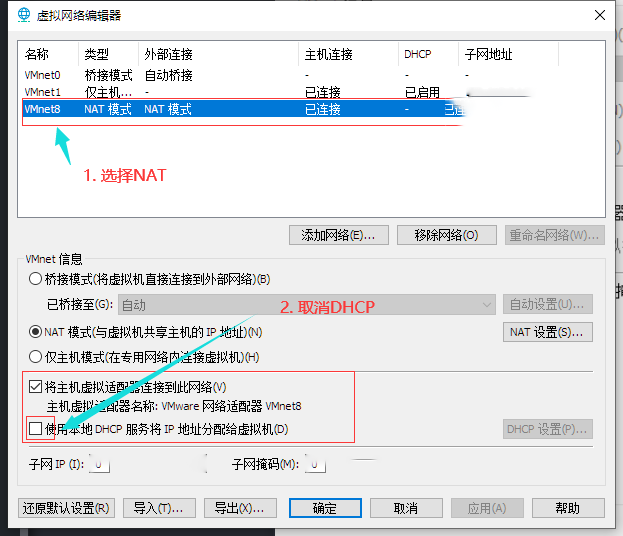 虚拟网络编辑器
名称 类型 外部连接 主机连接 DHCP 子网地址
VMnet0 桥接模式 自动桥接 - - -
VMnet1 仅主机... - 已连接 已启用
VMnet8 NAT 模式 NAT 模式 已连接 - 已连
1. 选择NAT
添加网络(E)... 移除网络(O) 重命名网络(W)...
VMnet 信息
桥接模式(将虚拟机直接连接到外部网络)(B)
已桥接至(G): 自动 自动设置(U)...
2. 取消DHCP
NAT 模式(与虚拟机共享主机的 IP 地址)(N) NAT 设置(S)...
仅主机模式(在专用网络内连接虚拟机)(H)
将主机虚拟适配器连接到此网络(V)
主机虚拟适配器名称: VMware 网络适配器 VMnet8
使用本地 DHCP 服务将 IP 地址分配给虚拟机(D) DHCP 设置(P)...
子网 IP (I): 子网掩码(M):
还原默认设置(R) 导入(T)... 导出(X)... 确定 取消 应用(A) 帮助